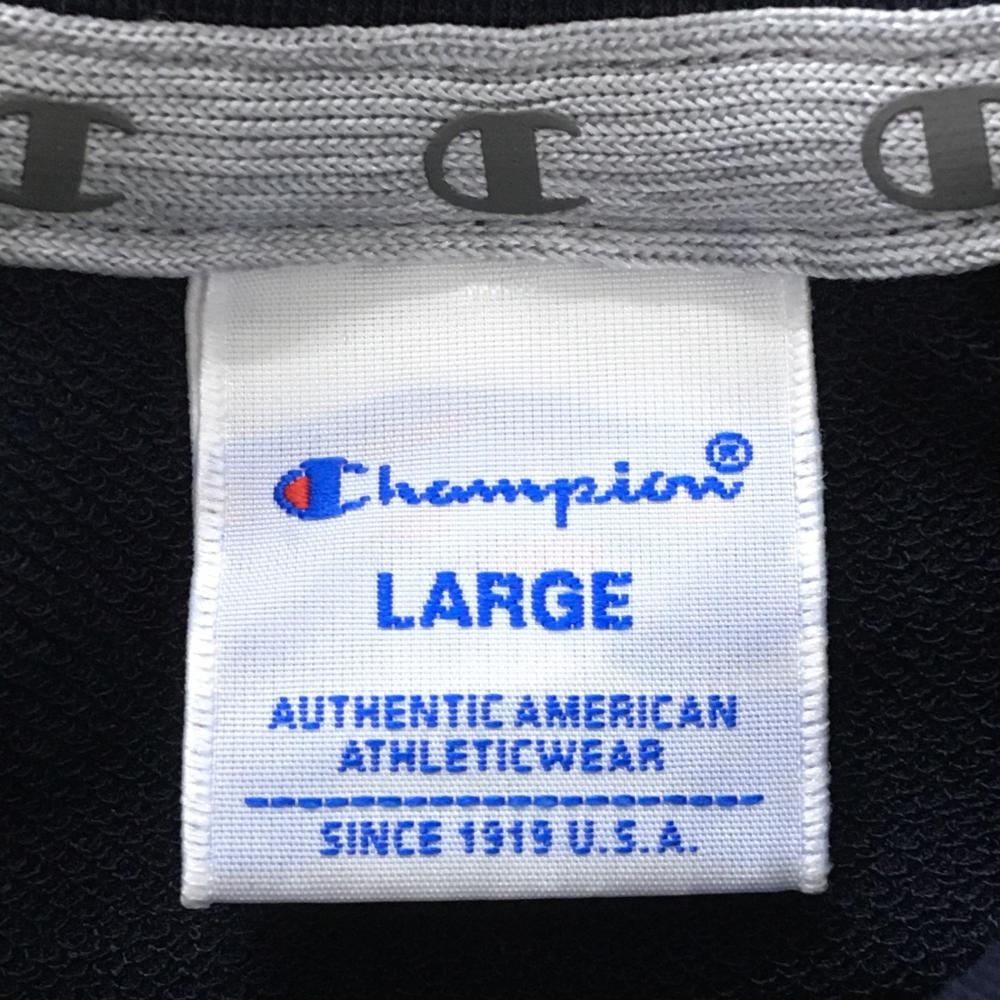 Champion®
LARGE
AUTHENTIC AMERICAN
ATHLETICWEAR
SINCE 1919 U.S.A.